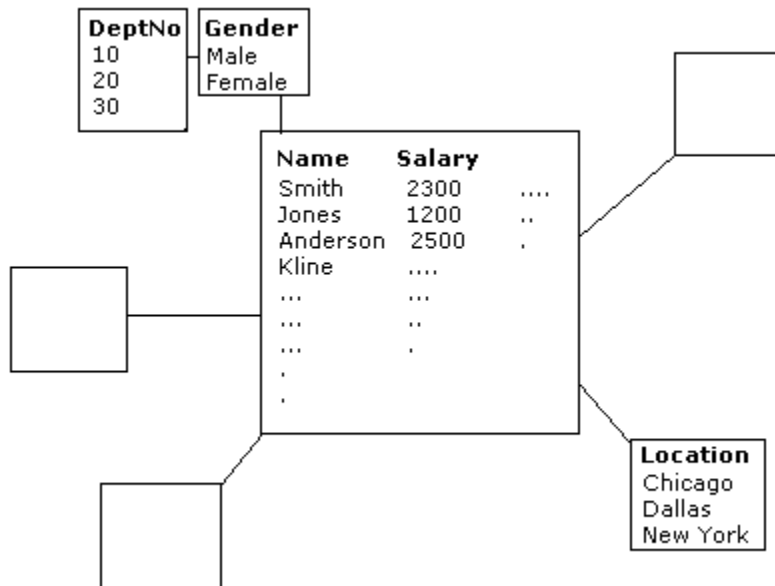 DeptNo
10
20
30
Gender
Male
Female
Name Salary
Smith 2300 ....
Jones 1200 ..
Anderson 2500 .
Kline ....
... ...
... ..
... .
.
.
Location
Chicago
Dallas
New York